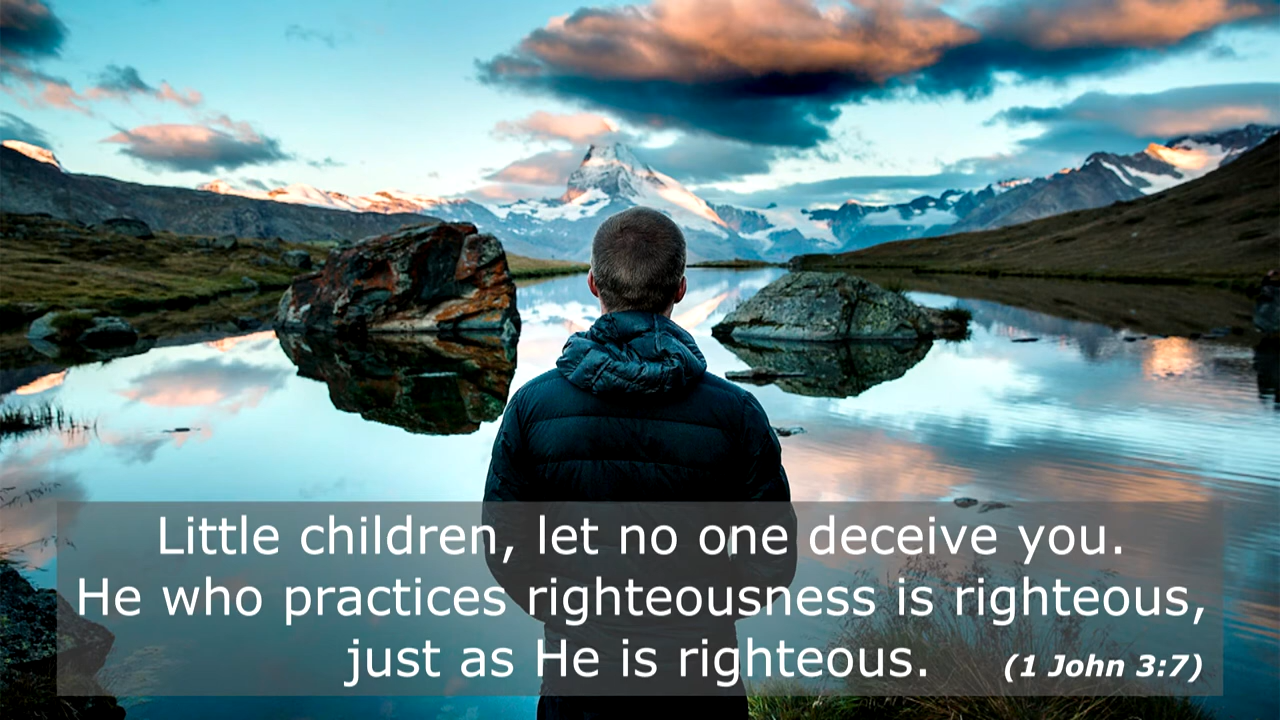 Little children, let no one deceive you.
He who practices righteousness is righteous,
just as He is righteous. (1 John 3:7)